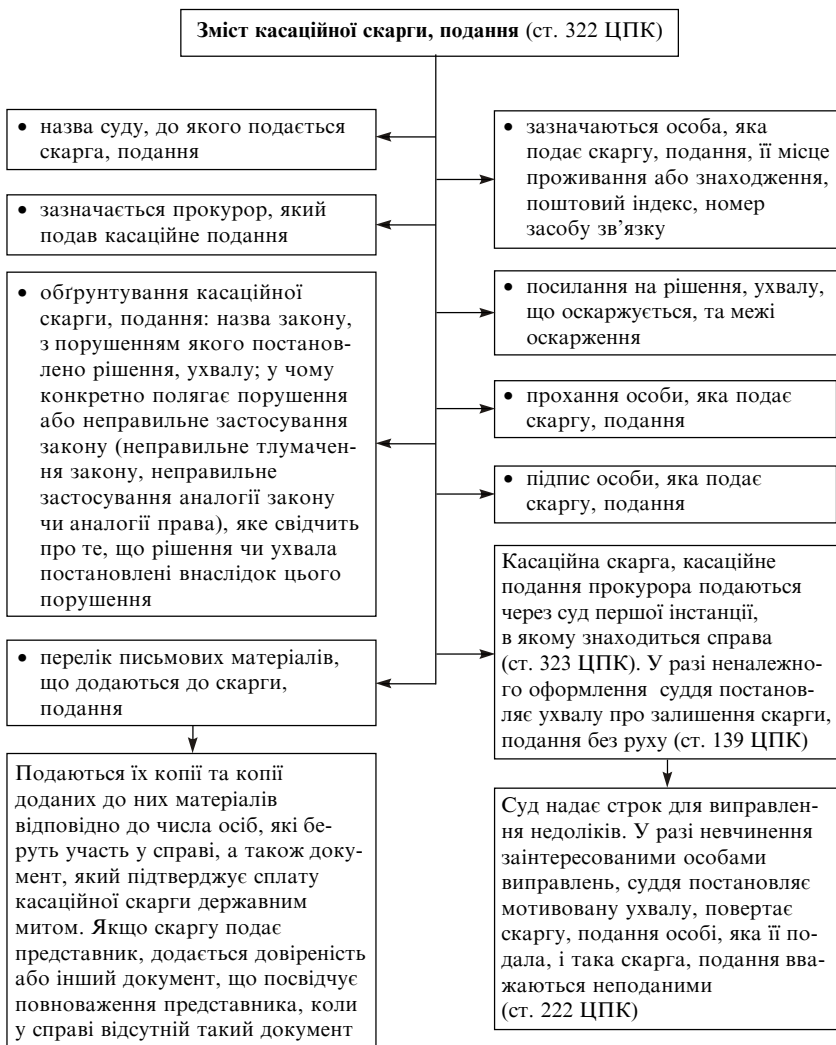 Зміст касаційної скарги, подання (ст. 322 ЦПК)
• назва суду, до якого подається
скарга, подання
• зазначається прокурор, який
подав касаційне подання
• обґрунтування касаційної
скарги, подання: назва закону,
з порушенням якого постанов-
лено рішення, ухвалу; у чому
конкретно полягає порушення
або неправильне застосування
закону (неправильне тлумачен-
ня закону, неправильне
застосування аналогії закону
чи аналогії права), яке свідчить
про те, що рішення чи ухвала
постановлені внаслідок цього
порушення
• перелік письмових матеріалів,
що додаються до скарги,
подання
Подаються їх копії та копії
доданих до них матеріалів
відповідно до числа осіб, які бе-
руть участь у справі, а також доку-
мент, який підтверджує сплату
касаційної скарги державним
митом. Якщо скаргу подає
представник, додається довіреність
або інший документ, що посвідчує
повноваження представника, коли
у справі відсутній такий документ
• зазначаються особа, яка
подає скаргу, подання, її місце
проживання або знаходження,
поштовий індекс, номер
засобу зв’язку
• посилання на рішення, ухвалу,
що оскаржується, та межі
оскарження
• прохання особи, яка подає
скаргу, подання
• підпис особи, яка подає
скаргу, подання
Касаційна скарга, касаційне
подання прокурора подаються
через суд першої інстанції,
в якому знаходиться справа
(ст. 323 ЦПК). У разі неналежно-
го оформлення суддя постанов-
ляє ухвалу про залишення скарги,
подання без руху (ст. 139 ЦПК)
Суд надає строк для виправлен-
ня недоліків. У разі невчинення
заінтересованими особами
виправлень, суддя постановляє
мотивовану ухвалу, повертає
скаргу, подання особі, яка її по-
дала, і така скарга, подання вва-
жаються неподаними
(ст. 222 ЦПК)